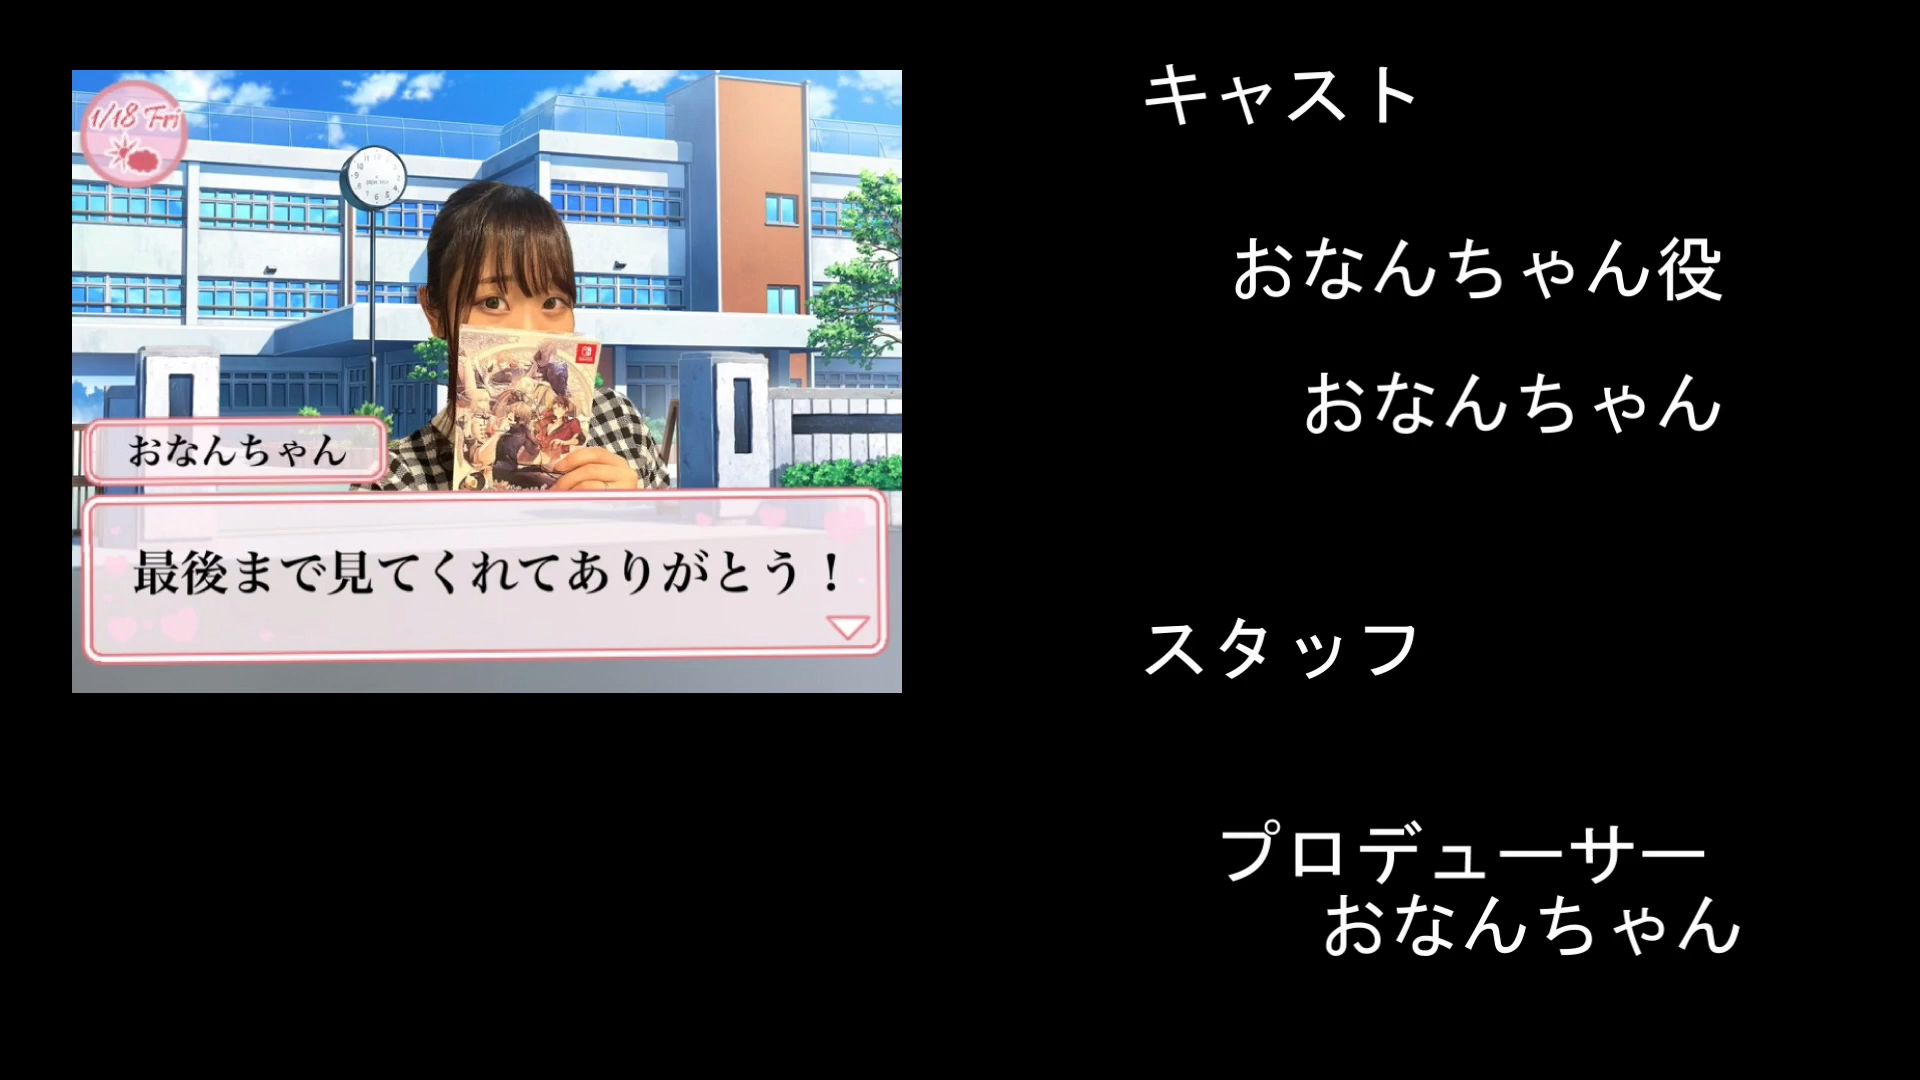 1/18 Fri
おなんちゃん
最後まで見てくれてありがとう！
キャスト
おなんちゃん役
おなんちゃん
スタッフ
プロデューサー
おなんちゃん